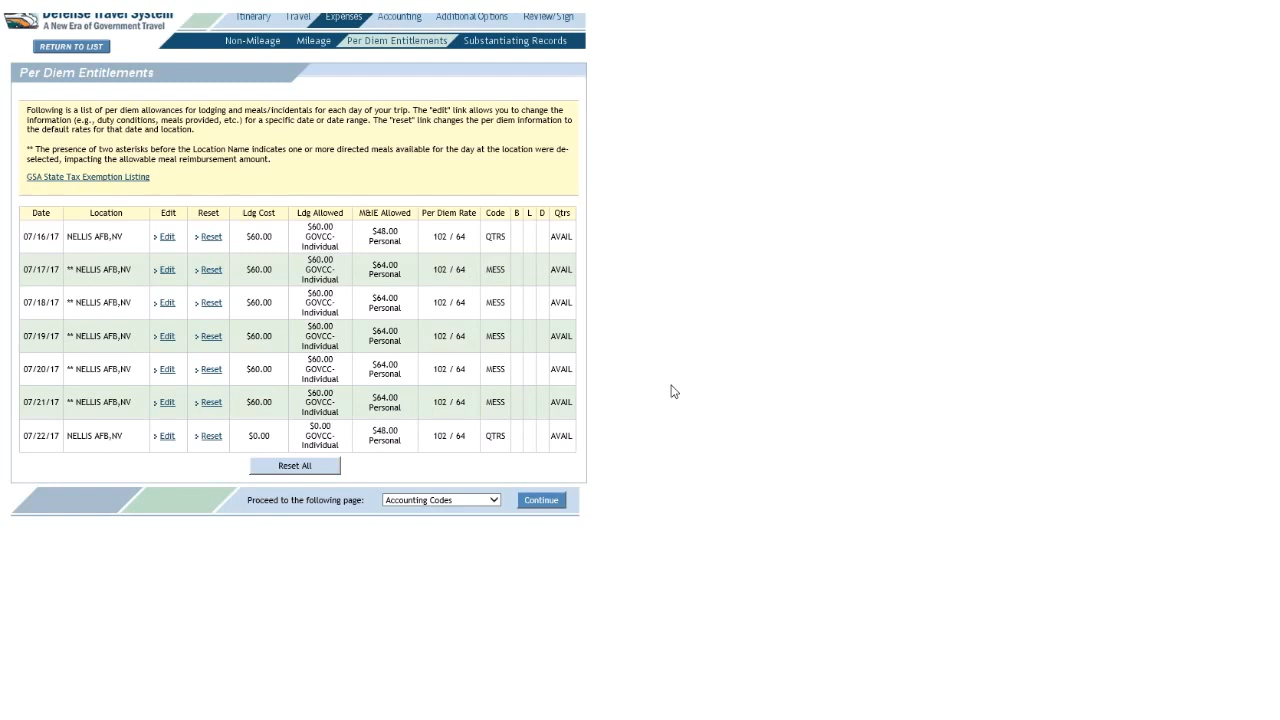 Defense Travel System
A New Era of Government Travel
Itinerary Travel Expenses Accounting Additional Options Review/Sign
RETURN TO LIST
Non-Mileage Mileage Per Diem Entitlements Substantiating Records
Per Diem Entitlements
Following is a list of per diem allowances for lodging and meals/incidentals for each day of your trip. The "edit" link allows you to change the
information (e.g., duty conditions, meals provided, etc.) for a specific date or date range. The "reset" link changes the per diem information to
the default rates for that date and location.
** The presence of two asterisks before the Location Name indicates one or more directed meals available for the day at the location were de-
selected, impacting the allowable meal reimbursement amount.
GSA State Tax Exemption Listing
Date Location Edit Reset Ldg Cost Ldg Allowed M&IE Allowed Per Diem Rate Code B L D Qtrs
07/16/17 NELLIS AFB,NV Edit Reset $60.00 $60.00 GOVCC-Individual $48.00 Personal 102 / 64 QTRS AVAIL
07/17/17 ** NELLIS AFB,NV Edit Reset $60.00 $60.00 GOVCC-Individual $64.00 Personal 102 / 64 MESS AVAIL
07/18/17 ** NELLIS AFB,NV Edit Reset $60.00 $60.00 GOVCC-Individual $64.00 Personal 102 / 64 MESS AVAIL
07/19/17 ** NELLIS AFB,NV Edit Reset $60.00 $60.00 GOVCC-Individual $64.00 Personal 102 / 64 MESS AVAIL
07/20/17 ** NELLIS AFB,NV Edit Reset $60.00 $60.00 GOVCC-Individual $64.00 Personal 102 / 64 MESS AVAIL
07/21/17 ** NELLIS AFB,NV Edit Reset $60.00 $60.00 GOVCC-Individual $64.00 Personal 102 / 64 MESS AVAIL
07/22/17 NELLIS AFB,NV Edit Reset $0.00 $0.00 GOVCC-Individual $48.00 Personal 102 / 64 QTRS AVAIL
Reset All
Proceed to the following page: Accounting Codes Continue